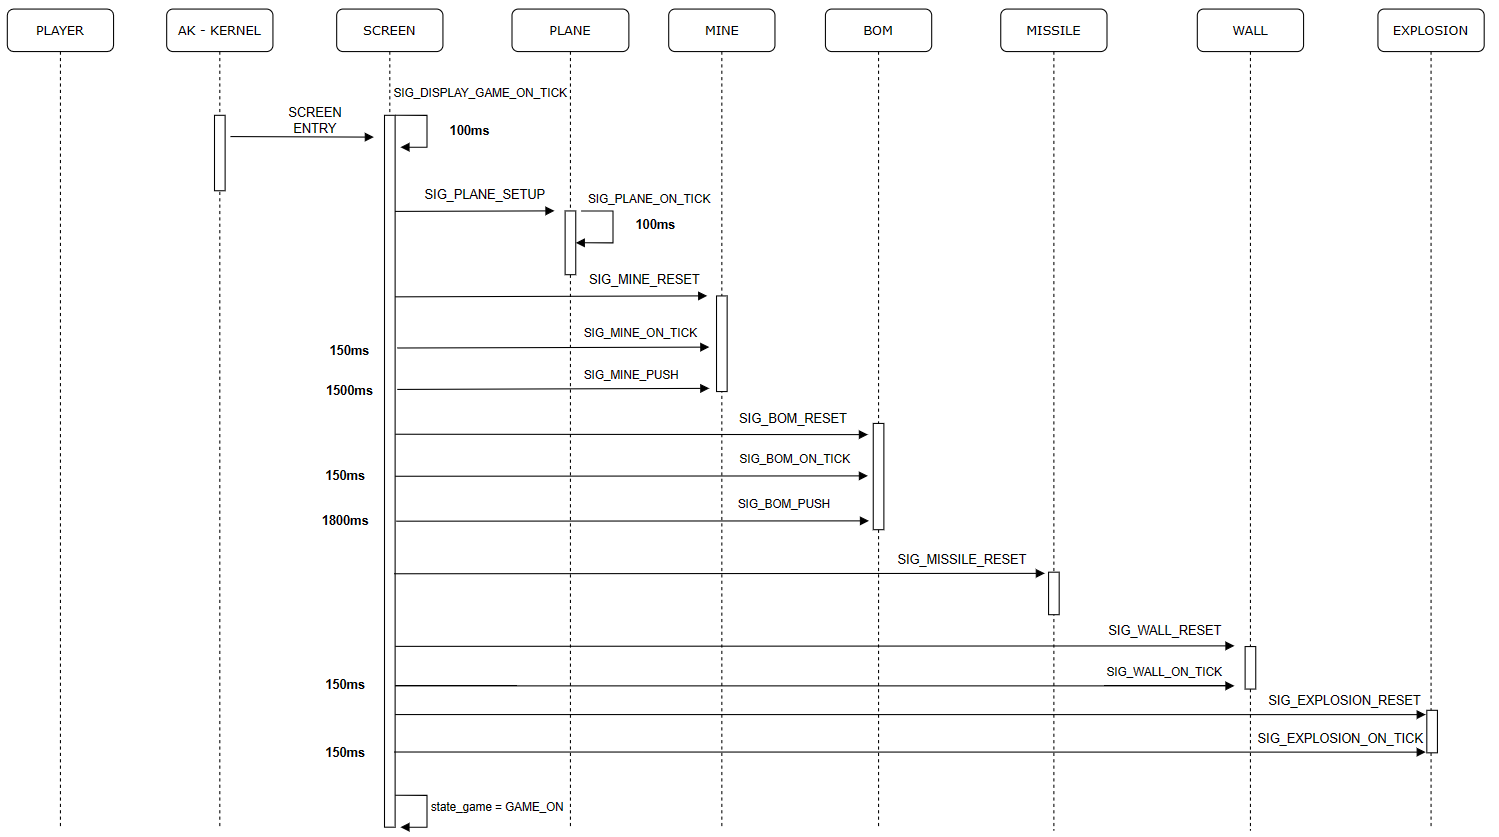 PLAYER
AK - KERNEL
SCREEN
PLANE
MINE
BOM
MISSILE
WALL
EXPLOSION
SIG_DISPLAY_GAME_ON_TICK
SCREEN
ENTRY
100ms
SIG_PLANE_SETUP
SIG_PLANE_ON_TICK
100ms
SIG_MINE_RESET
SIG_MINE_ON_TICK
150ms
SIG_MINE_PUSH
1500ms
SIG_BOM_RESET
SIG_BOM_ON_TICK
150ms
SIG_BOM_PUSH
1800ms
SIG_MISSILE_RESET
SIG_WALL_RESET
SIG_WALL_ON_TICK
150ms
SIG_EXPLOSION_RESET
SIG_EXPLOSION_ON_TICK
150ms
state_game = GAME_ON